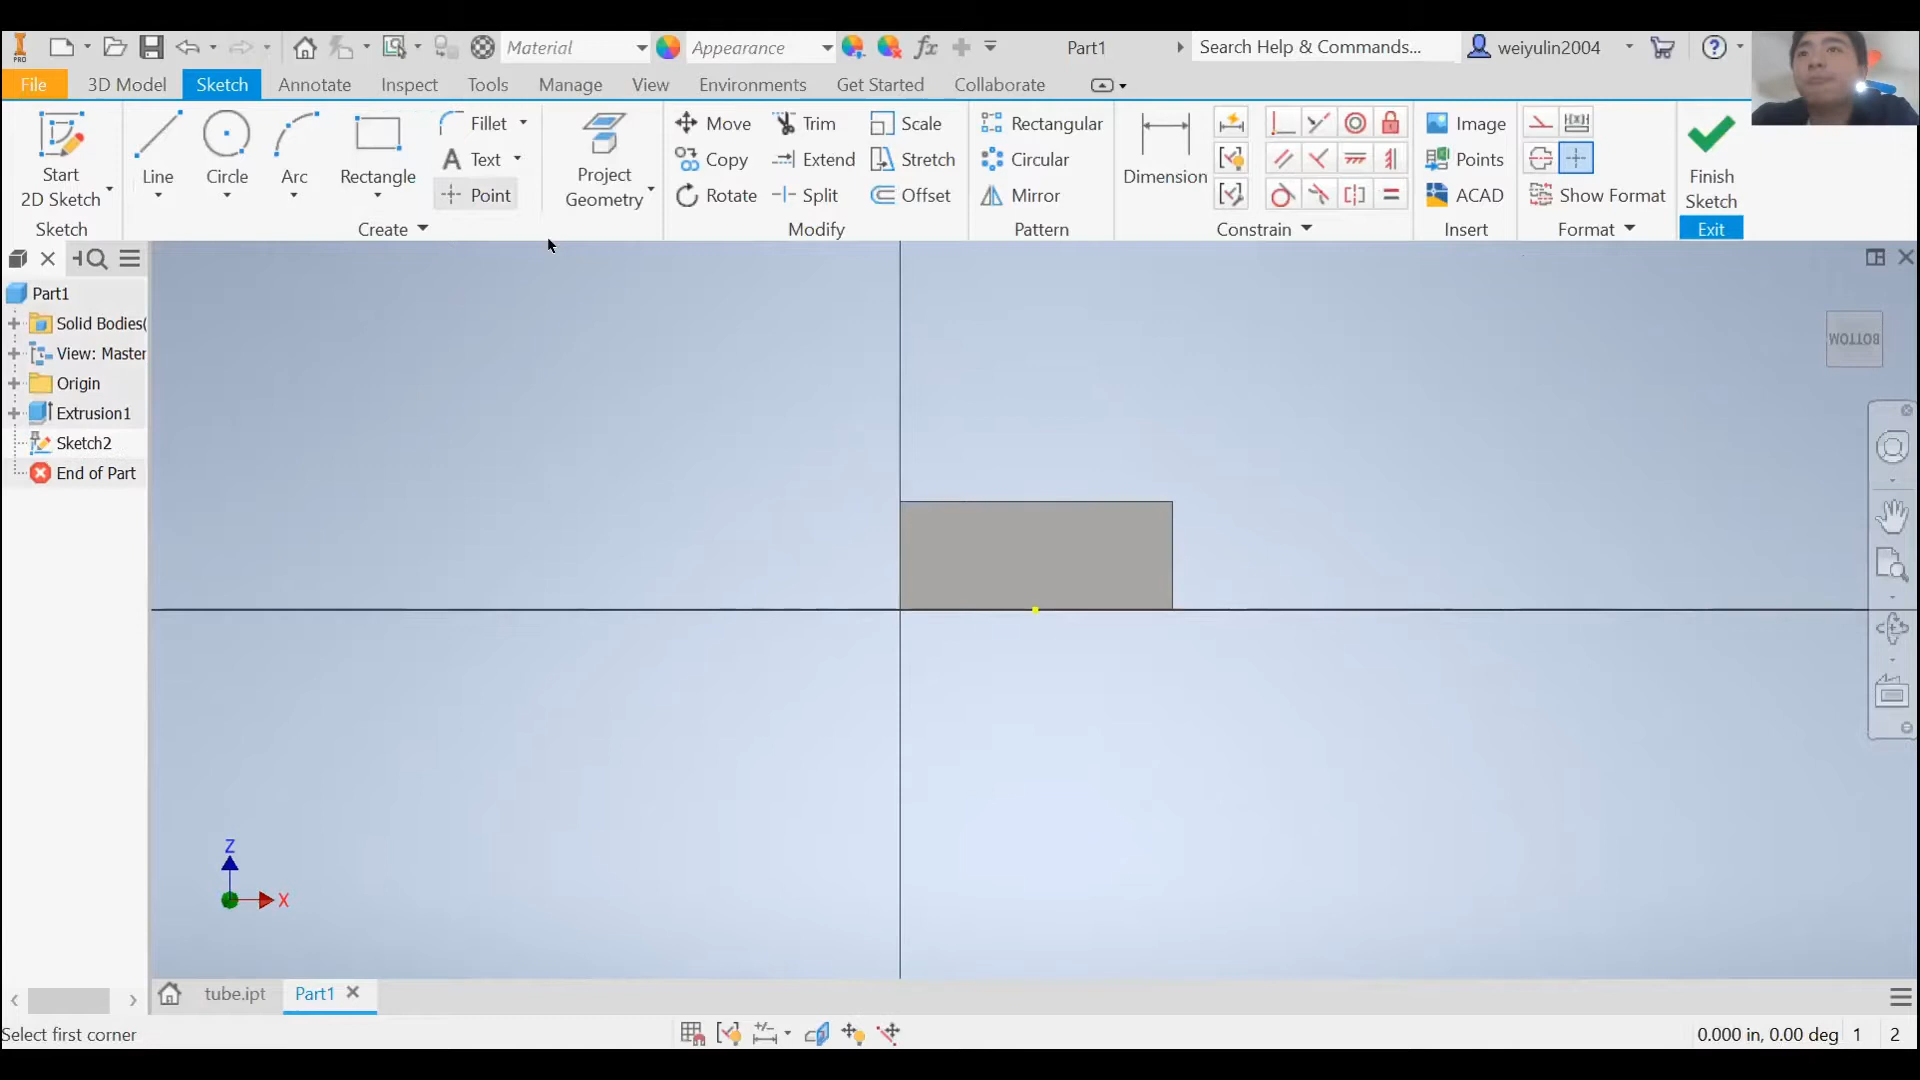 PRO
Material
Appearance
fx
Part1
Search Help & Commands...
weiyulin2004
File
3D Model
Sketch
Annotate
Inspect
Tools
Manage
View
Environments
Get Started
Collaborate
Start
2D Sketch
Line
Circle
Arc
Rectangle
Fillet
Text
Point
Project
Geometry
Move
Copy
Rotate
Trim
Extend
Split
Scale
Stretch
Offset
Rectangular
Circular
Mirror
Dimension
Image
Points
ACAD
Show Format
Finish
Sketch
Sketch
Create
Modify
Pattern
Constrain
Insert
Format
Exit
Part1
Solid Bodies(
View: Master
Origin
Extrusion1
Sketch2
End of Part
BOTTOM
Z
X
tube.ipt
Part1
Select first corner
0.000 in, 0.00 deg
1
2